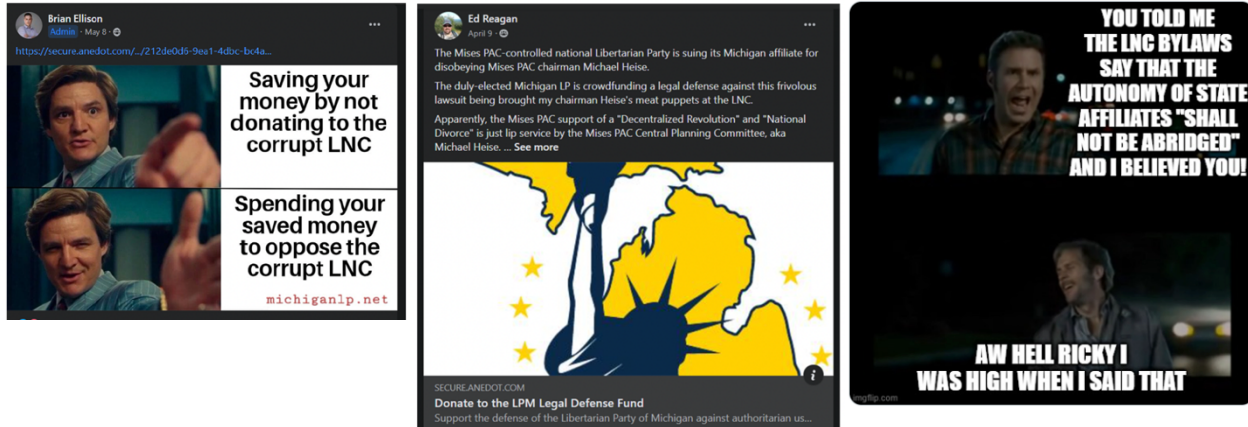 Brian Ellison
Admin · May 8 ·
https://secure.anedot.com/.../212de0d5-9ea1-4dbc-bc4a...
Saving your
money by not
donating to the
corrupt LNC
Spending your
saved money
to oppose the
corrupt LNC
michiganlp.net
Ed Reagan
April 9 ·
The Mises PAC-controlled national Libertarian Party is suing its Michigan affiliate for
disobeying Mises PAC chairman Michael Heise.
The duly-elected Michigan LP is crowdfunding a legal defense against this frivolous
lawsuit being brought my chairman Heise's meat puppets at the LNC.
Apparently, the Mises PAC support of a "Decentralized Revolution" and "National
Divorce" is just lip service by the Mises PAC Central Planning Committee, aka
Michael Heise. ... See more
SECURE.ANEDOT.COM
Donate to the LPM Legal Defense Fund
Support the defense of the Libertarian Party of Michigan against authoritarian us...
YOU TOLD ME
THE LNC BYLAWS
SAY THAT THE
AUTONOMY OF STATE
AFFILIATES "SHALL
NOT BE ABRIDGED"
AND I BELIEVED YOU!
AW HELL RICKY I
WAS HIGH WHEN I SAID THAT
imgflip.com